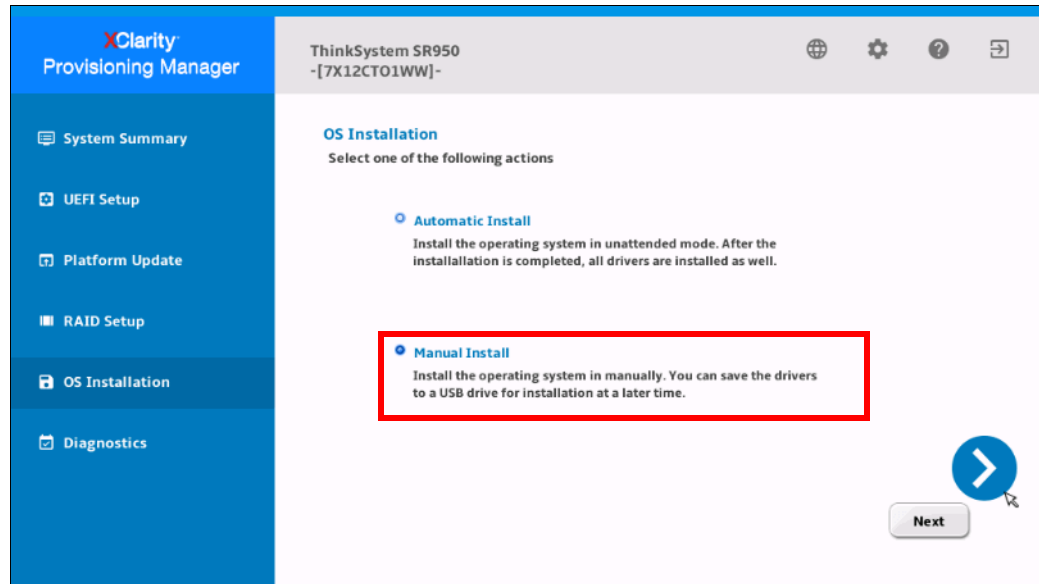 XClarity
Provisioning Manager
ThinkSystem SR950
-[7X12CTO1WW]-
System Summary
UEFI Setup
Platform Update
RAID Setup
OS Installation
Diagnostics
OS Installation
Select one of the following actions
Automatic Install
Install the operating system in unattended mode. After the
installallation is completed, all drivers are installed as well.
Manual Install
Install the operating system in manually. You can save the drivers
to a USB drive for installation at a later time.
Next